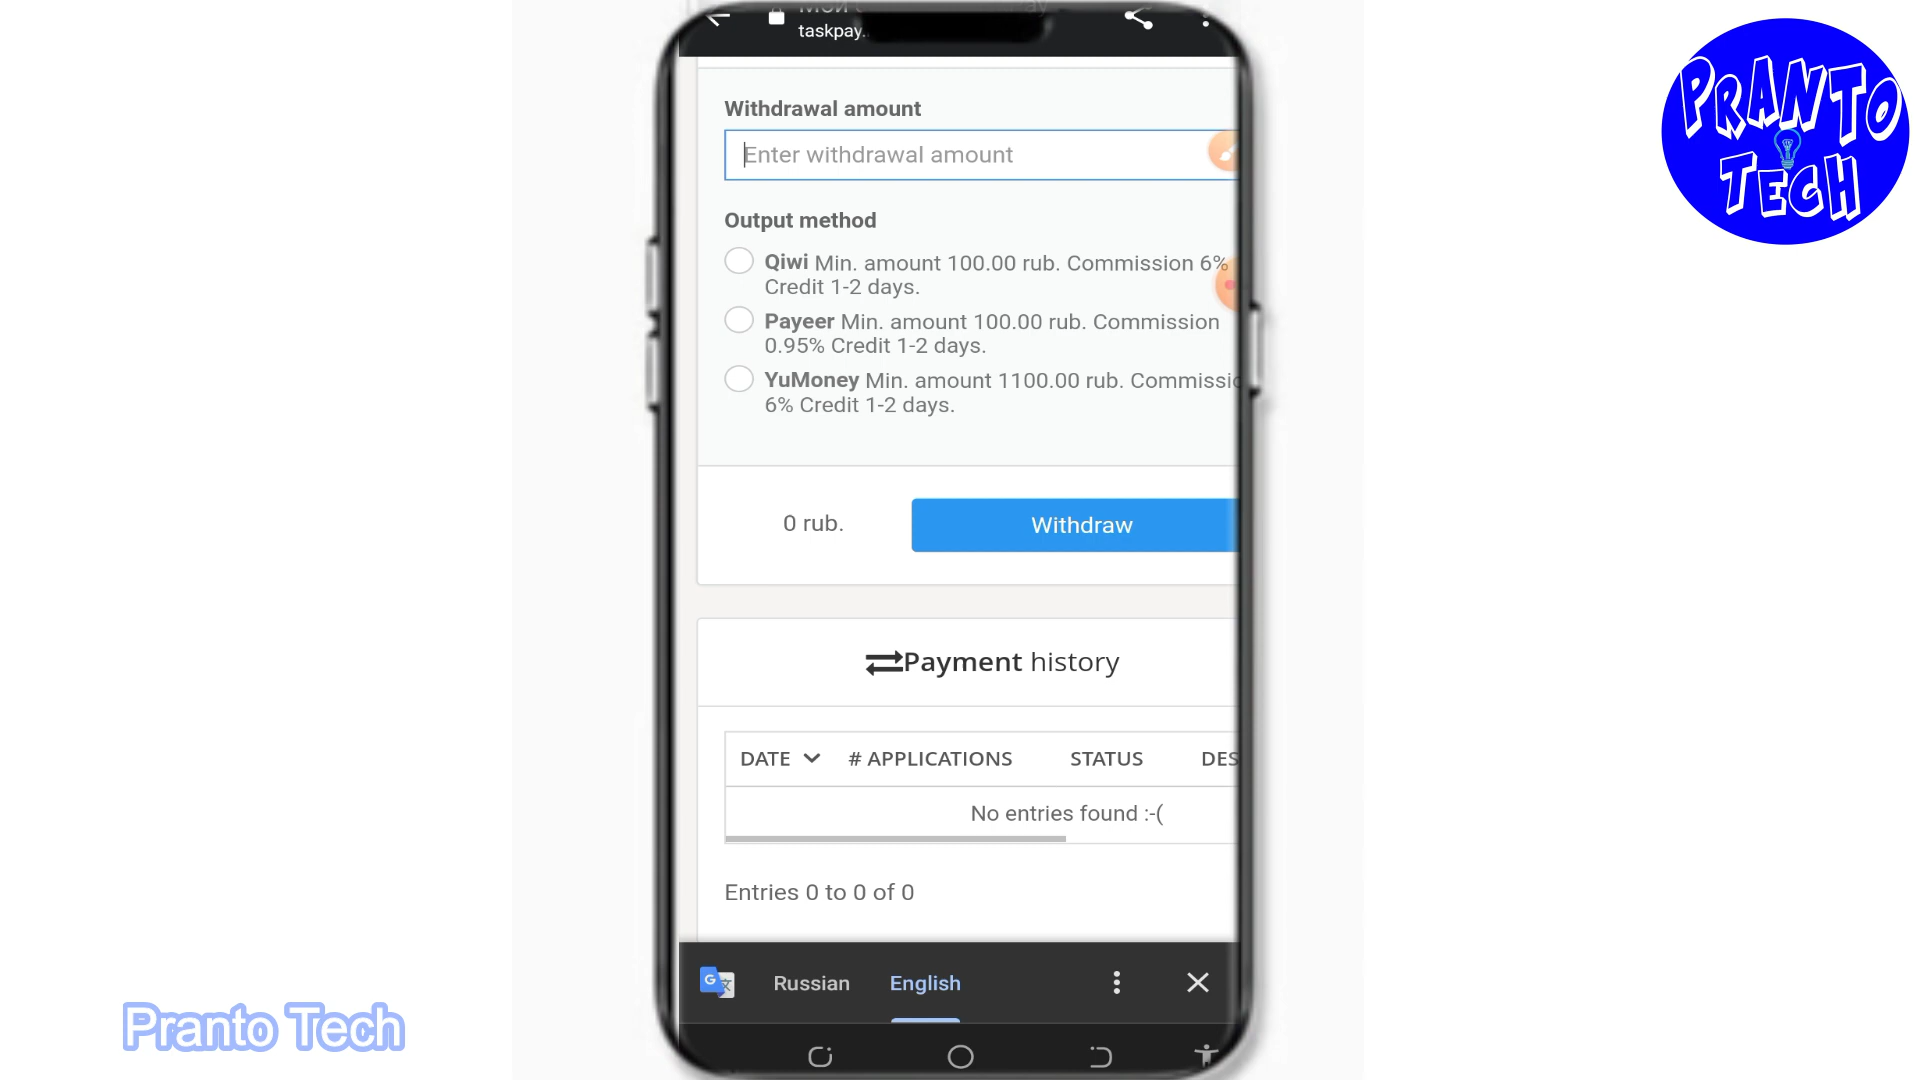 taskpay.
Withdrawal amount
Enter withdrawal amount
Output method
Qiwi Min. amount 100.00 rub. Commission 6%
Credit 1-2 days.
Payeer Min. amount 100.00 rub. Commission
0.95% Credit 1-2 days.
YuMoney Min. amount 1100.00 rub. Commissio
6% Credit 1-2 days.
0 rub.
Withdraw
Payment history
DATE # APPLICATIONS STATUS DES
No entries found :-(
Entries 0 to 0 of 0
Russian English
PRANTO
TECH
Pranto Tech